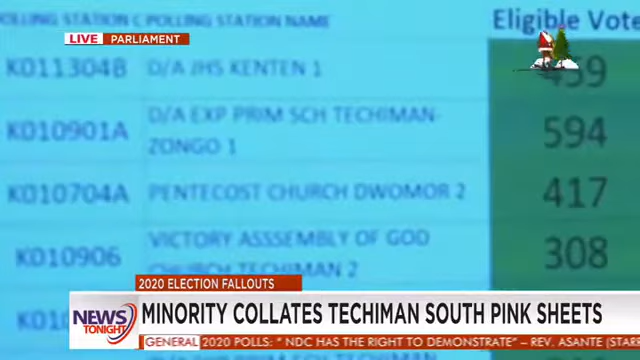 POLLING STATION C POLLING STATION NAME Eligible Vote
LIVE PARLIAMENT
K011304B D/A JHS KENTEN 1
K010901A D/A EXP PRIM SCH TECHIMAN-
ZONGO 1 594
K010704A PENTECOST CHURCH DWOMOR 2 417
K010906 VICTORY ASSSEMBLY OF GOD
CHURCH TECHIMAN 2 308
2020 ELECTION FALLOUTS
NEWS
TONIGHT
MINORITY COLLATES TECHIMAN SOUTH PINK SHEETS
GENERAL 2020 POLLS: “ NDC HAS THE RIGHT TO DEMONSTRATE” – REV. ASANTE (STAR